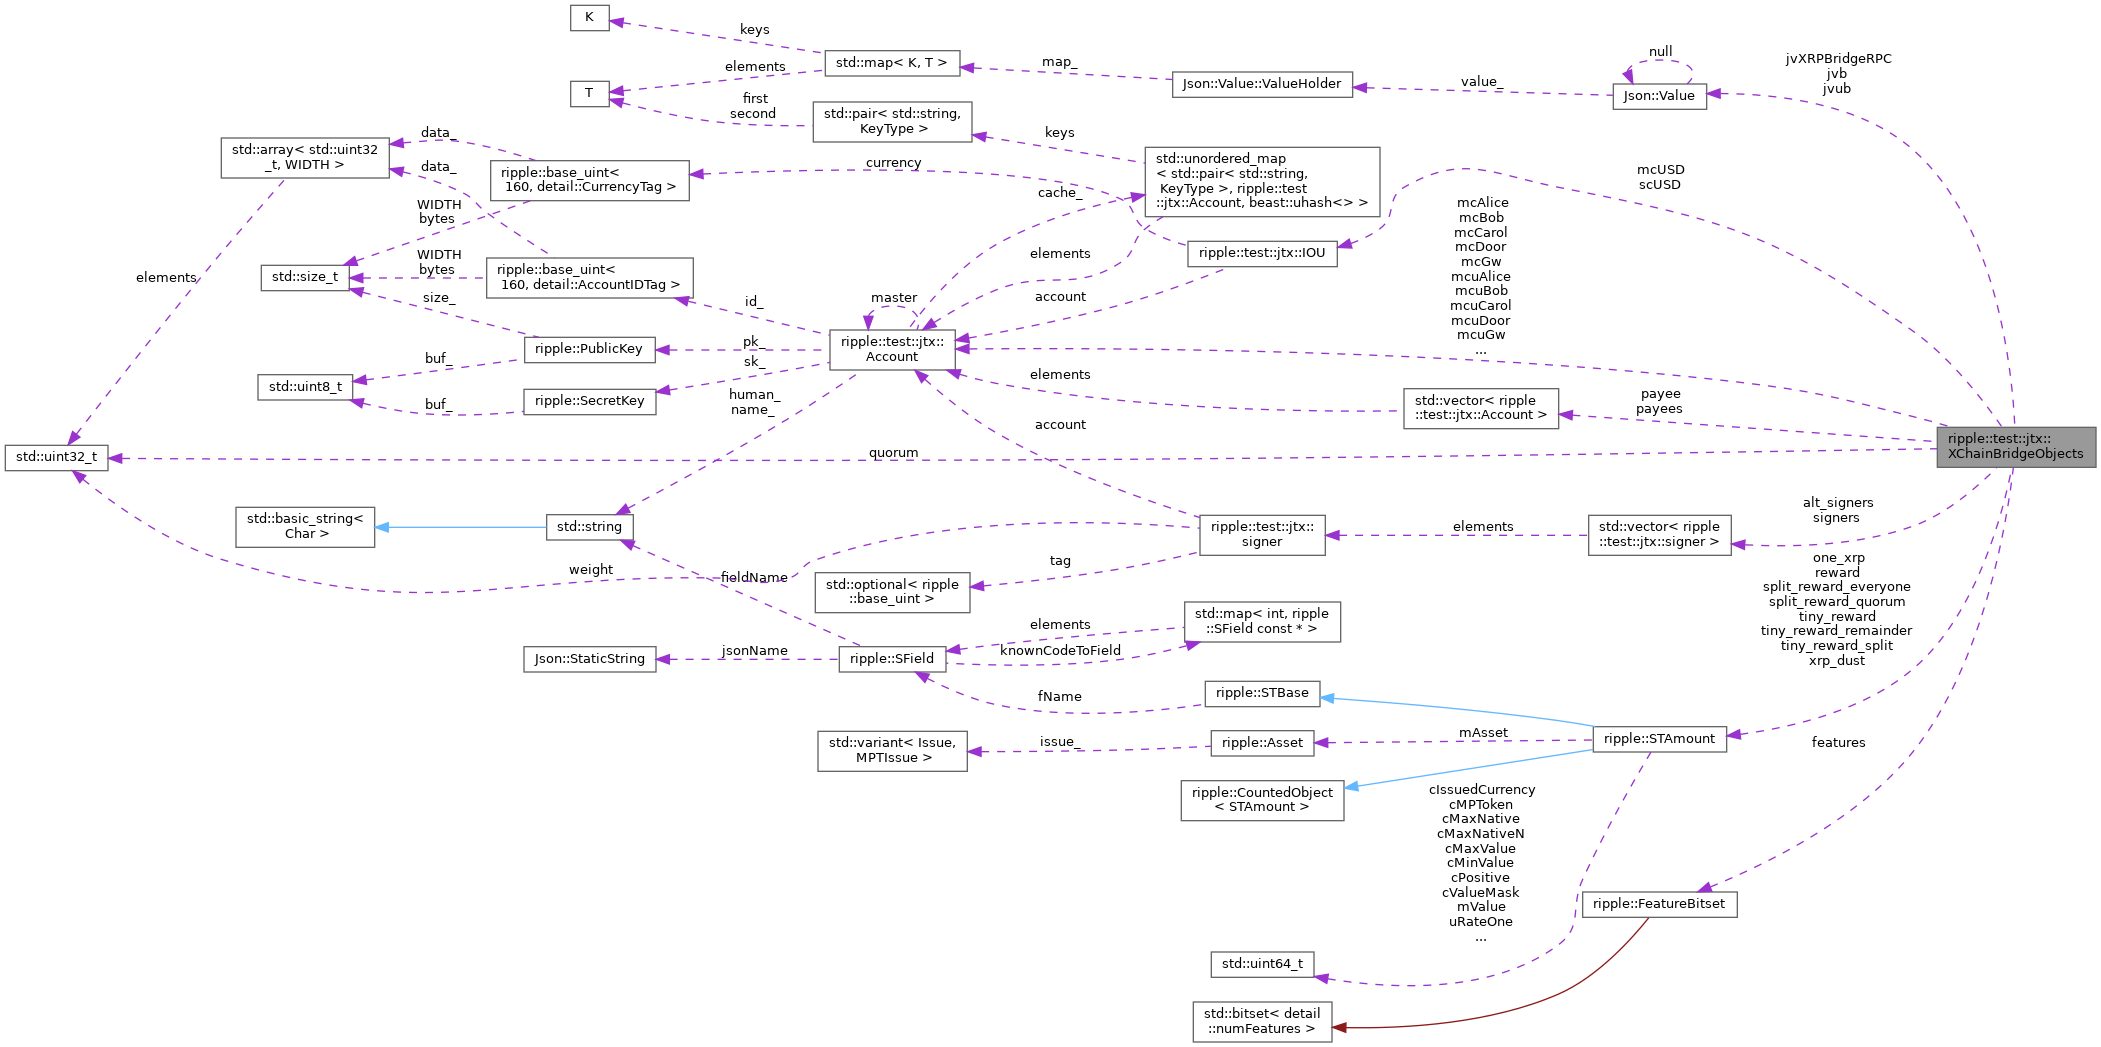 K
keys
std::map< K, T >
elements
T
first
second
std::pair< std::string,
KeyType >
map_
Json::Value::ValueHolder
value_
null
Json::Value
jvXRPBridgeRPC
jvb
jvub
std::array< std::uint32
_t, WIDTH >
data_
data_
ripple::base_uint<
160, detail::CurrencyTag >
currency
keys
std::unordered_map
< std::pair< std::string,
KeyType >, ripple::test
::jtx::Account, beast::uhash<> >
cache_
mcUSD
scUSD
WIDTH
bytes
elements
std::size_t
WIDTH
bytes
size_
ripple::base_uint<
160, detail::AccountIDTag >
id_
elements
ripple::test::jtx::IOU
account
master
ripple::test::jtx::
Account
mcAlice
mcBob
mcCarol
mcDoor
mcGw
mcuAlice
mcuBob
mcuCarol
mcuDoor
mcuGw
...
ripple::PublicKey
pk_
sk_
buf_
std::uint8_t
buf_
ripple::SecretKey
human_
name_
elements
std::vector< ripple
::test::jtx::Account >
payee
payees
account
ripple::test::jtx::
XChainBridgeObjects
std::uint32_t
quorum
std::basic_string<
Char >
std::string
ripple::test::jtx::
signer
elements
std::vector< ripple
::test::jtx::signer >
alt_signers
signers
weight
fieldName
std::optional< ripple
::base_uint >
tag
one_xrp
reward
split_reward_everyone
split_reward_quorum
tiny_reward
tiny_reward_remainder
tiny_reward_split
xrp_dust
elements
std::map< int, ripple
::SField const * >
knownCodeToField
Json::StaticString
jsonName
ripple::SField
fName
ripple::STBase
std::variant< Issue,
MPTIssue >
issue_
ripple::Asset
mAsset
ripple::STAmount
features
ripple::CountedObject
< STAmount >
cIssuedCurrency
cMPToken
cMaxNative
cMaxNativeN
cMaxValue
cMinValue
cPositive
cValueMask
mValue
uRateOne
...
ripple::FeatureBitset
std::uint64_t
std::bitset< detail
::numFeatures >